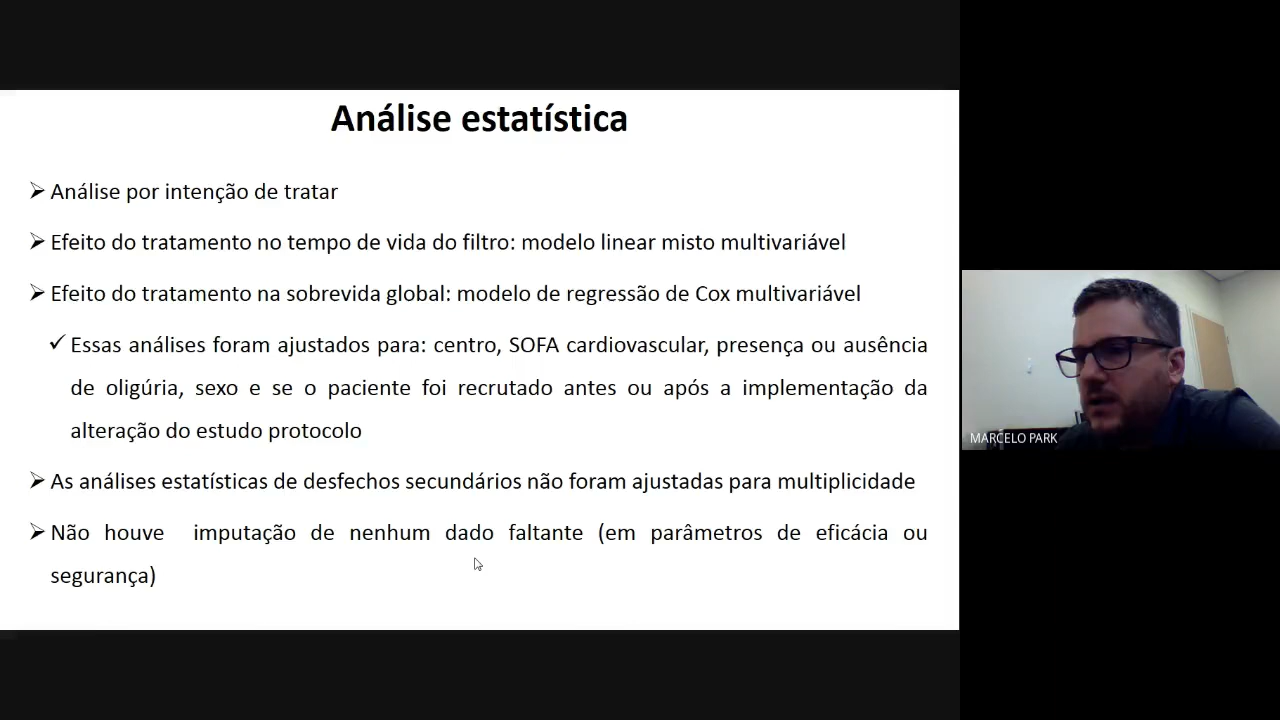 Análise estatística
Análise por intenção de tratar
Efeito do tratamento no tempo de vida do filtro: modelo linear misto multivariável
Efeito do tratamento na sobrevida global: modelo de regressão de Cox multivariável
Essas análises foram ajustados para: centro, SOFA cardiovascular, presença ou ausência
de oligúria, sexo e se o paciente foi recrutado antes ou após a implementação da
alteração do estudo protocolo
As análises estatísticas de desfechos secundários não foram ajustadas para multiplicidade
Não houve imputação de nenhum dado faltante (em parâmetros de eficácia ou
segurança)
MARCELO PARK